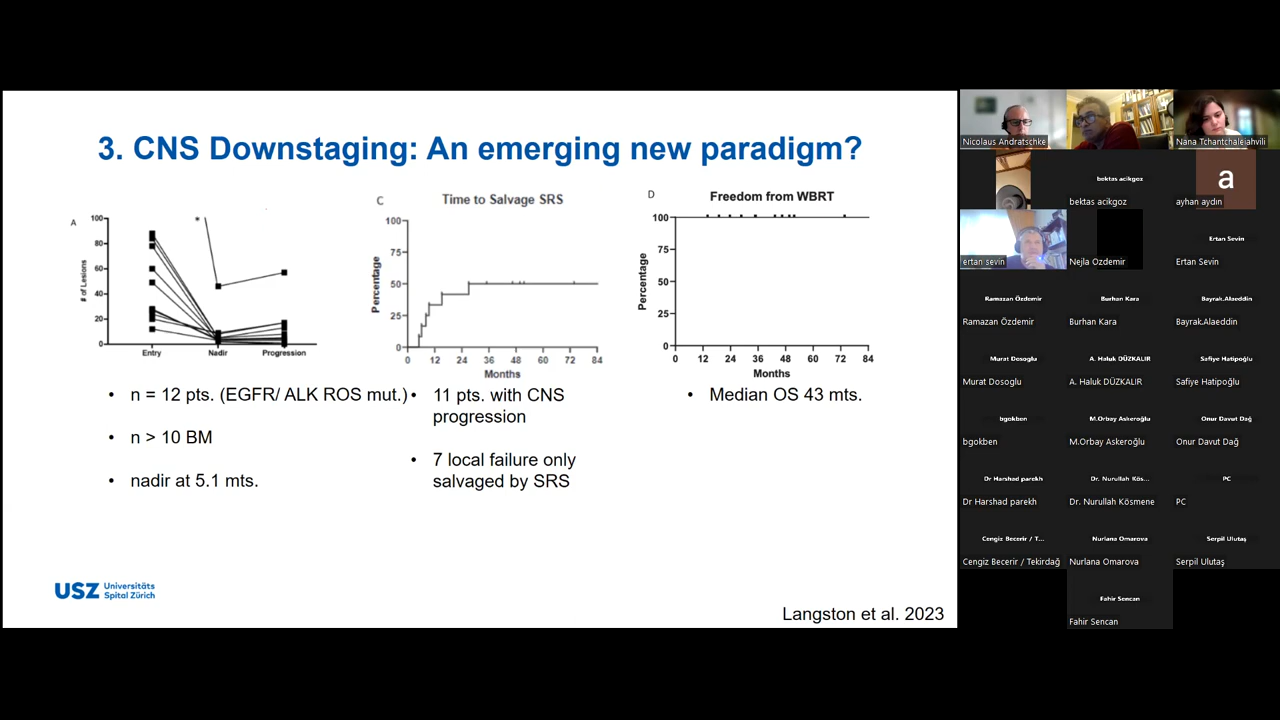 3. CNS Downstaging: An emerging new paradigm?
A
# of Lesions
100
80
60
40
20
0
*
Entry
Nadir
Progression
C
Time to Salvage SRS
Percentage
100
75
50
25
0
0 12 24 36 48 60 72 84
Months
D
Freedom from WBRT
Percentage
100
75
50
25
0
0 12 24 36 48 60 72 84
Months
• n = 12 pts. (EGFR/ ALK ROS mut.)
• n > 10 BM
• nadir at 5.1 mts.
• 11 pts. with CNS
progression
• 7 local failure only
salvaged by SRS
• Median OS 43 mts.
USZ Universitäts
Spital Zürich
Langston et al. 2023
Nicolaus Andratschke
Nana Tchantchaleiahvili
bektas acikgoz
bektas acikgoz
a
ayhan aydin
ertan sevin
Nejla Ozdemir
Ertan Sevin
Ertan Sevin
Ramazan Özdemir
Ramazan Özdemir
Burhan Kara
Burhan Kara
Bayrak.Alaeddin
Bayrak.Alaeddin
Murat Dosoglu
Murat Dosoglu
A. Haluk DÜZKALIR
A. Haluk DÜZKALIR
Safiye Hatipoğlu
Safiye Hatipoğlu
bgokben
bgokben
M.Orbay Askeroğlu
M.Orbay Askeroğlu
Onur Davut Dağ
Onur Davut Dağ
Dr Harshad parekh
Dr Harshad parekh
Dr. Nurullah Kös...
Dr. Nurullah Kösmene
PC
PC
Cengiz Becerir / T...
Cengiz Becerir / Tekirdağ
Nurlana Omarova
Nurlana Omarova
Serpil Ulutaş
Serpil Ulutaş
Fahir Sencan
Fahir Sencan